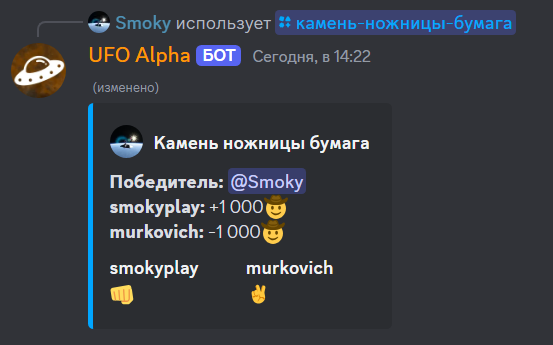 Smoky использует камень-ножницы-бумага
UFO Alpha БОТ Сегодня, в 14:22
(изменено)
Камень ножницы бумага
Победитель: @Smoky
smokyplay: +1 000🤠
murkovich: -1 000🤠
smokyplay murkovich
👊 ✌️